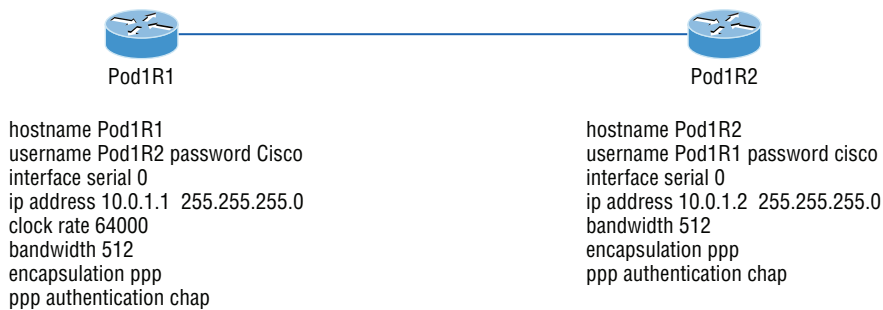 Pod1R1
Pod1R2
hostname Pod1R1
username Pod1R2 password Cisco
interface serial 0
ip address 10.0.1.1 255.255.255.0
clock rate 64000
bandwidth 512
encapsulation ppp
ppp authentication chap
hostname Pod1R2
username Pod1R1 password cisco
interface serial 0
ip address 10.0.1.2 255.255.255.0
bandwidth 512
encapsulation ppp
ppp authentication chap